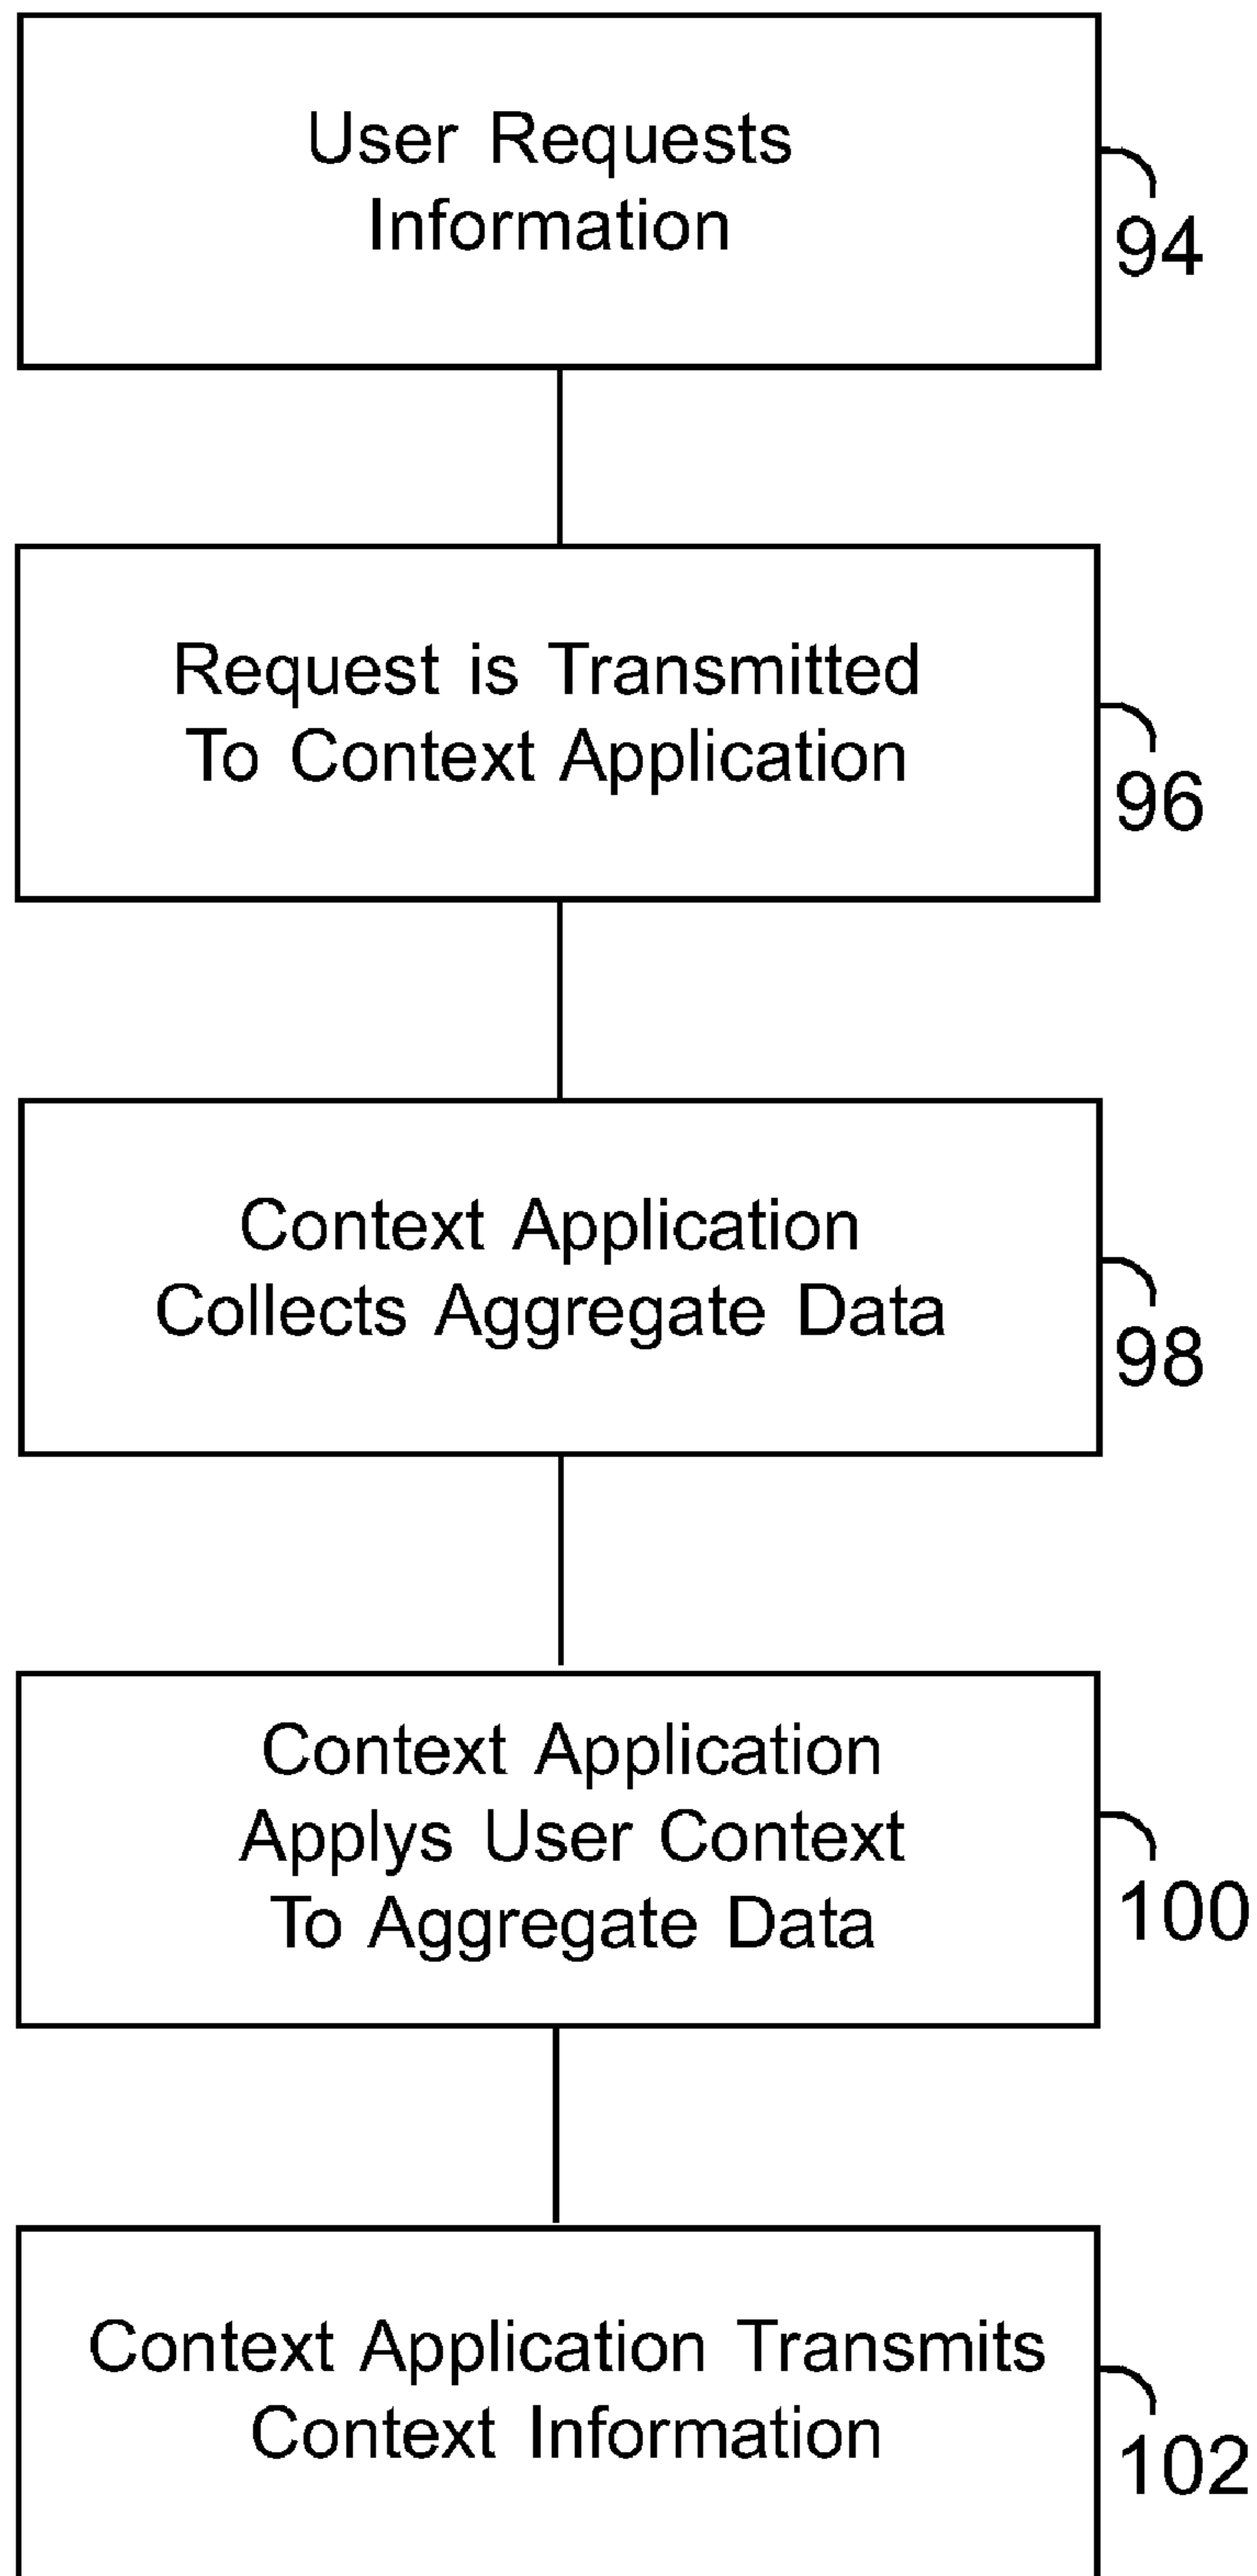 User Requests
Information
94
Request is Transmitted
To Context Application
96
Context Application
Collects Aggregate Data
98
Context Application
Applys User Context
To Aggregate Data
100
Context Application Transmits
Context Information
102